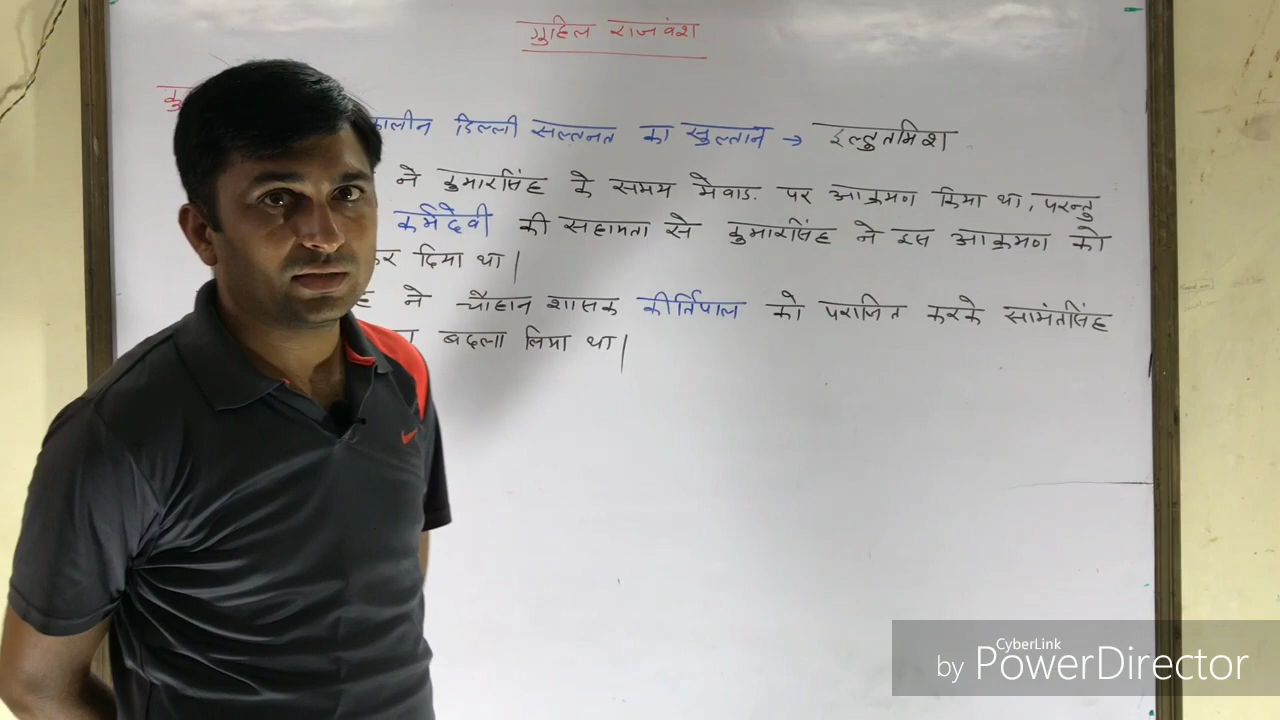 गुहिल राजवंश
कु
कालीन दिल्ली सल्तनत का सुल्तान → इल्तुतमिश
ने कुमारसिंह के समय मेवाड़ पर आक्रमण किया था, परन्तु
कर्मदेवी की सहायता से कुमारसिंह ने इस आक्रमण को
कर दिया था।
ह ने चौहान शासक कीर्तिपाल को पराजित करके सामंतसिंह
बदला लिया था।
CyberLink
by PowerDirector